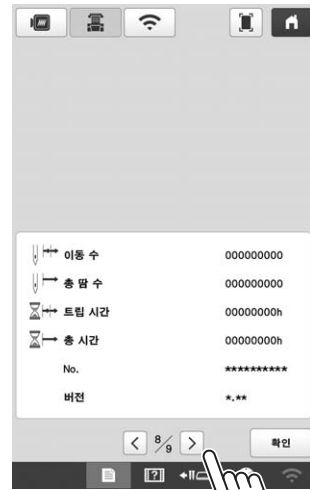 이동 수 000000000
총 땀 수 000000000
트립 시간 00000000h
총 시간 00000000h
No. **********
버전 *.**
< 8/9 > 확인
?